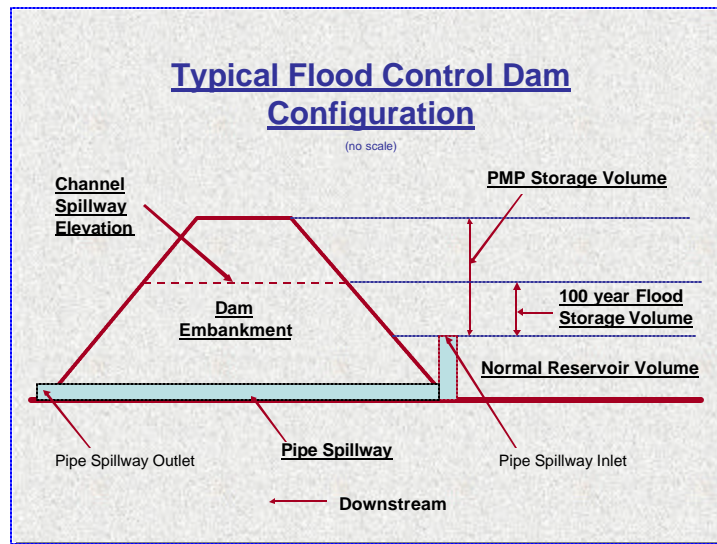 Typical Flood Control Dam
Configuration
(no scale)
Channel
Spillway
Elevation
PMP Storage Volume
100 year Flood
Storage Volume
Dam
Embankment
Normal Reservoir Volume
Pipe Spillway Outlet
Pipe Spillway
Pipe Spillway Inlet
Downstream